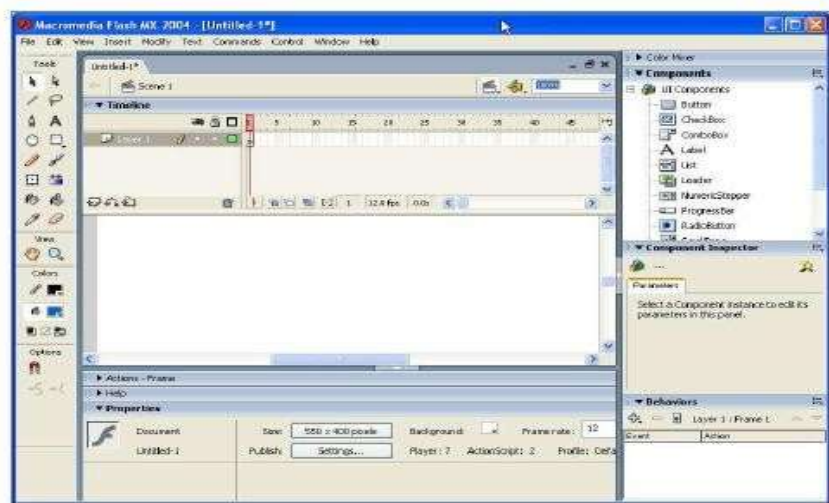 Macromedia Flash MX 2004 - [Untitled-1*]
File Edit View Insert Modify Text Commands Control Window Help
Tools
View
Colors
Options
Untitled-1*
Scene 1
Timeline
5 10 15 20 25 30 35 40 45
Layer 1
1 12.0 fps 0.0s
Actions - Frame
Help
Properties
Document
Untitled-1
Size: 550 x 400 pixels Background: Frame rate: 12
Publish: Settings... Player: 7 ActionScript: 2 Profile: Defa
Color Mixer
Components
UI Components
Button
CheckBox
ComboBox
Label
List
Loader
NumericStepper
ProgressBar
RadioButton
Component Inspector
...
Parameters
Select a Component instance to edit its
parameters in this panel.
Behaviors
Layer 1 : Frame 1
Event Action